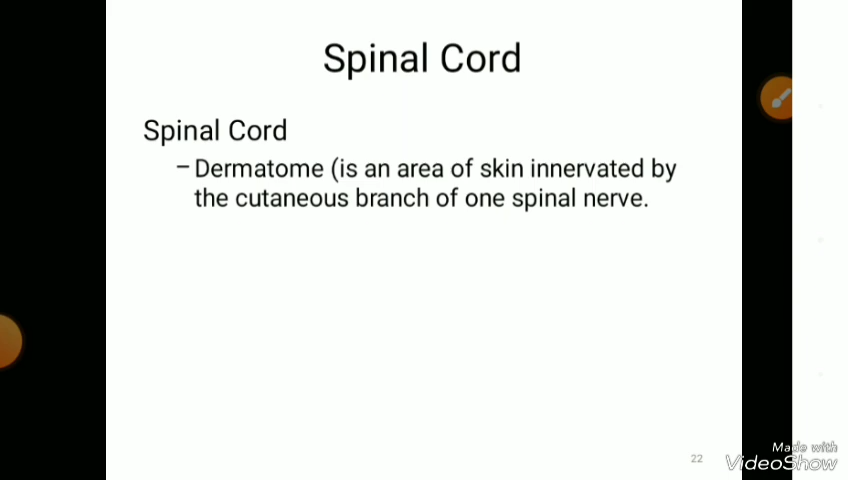 Spinal Cord
Spinal Cord
– Dermatome (is an area of skin innervated by
the cutaneous branch of one spinal nerve.
22
Made with
VideoShow